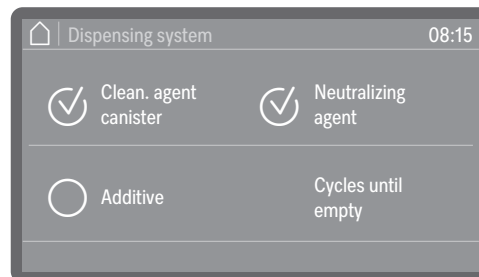 Dispensing system 08:15
Clean. agent
canister
Neutralizing
agent
Additive
Cycles until
empty